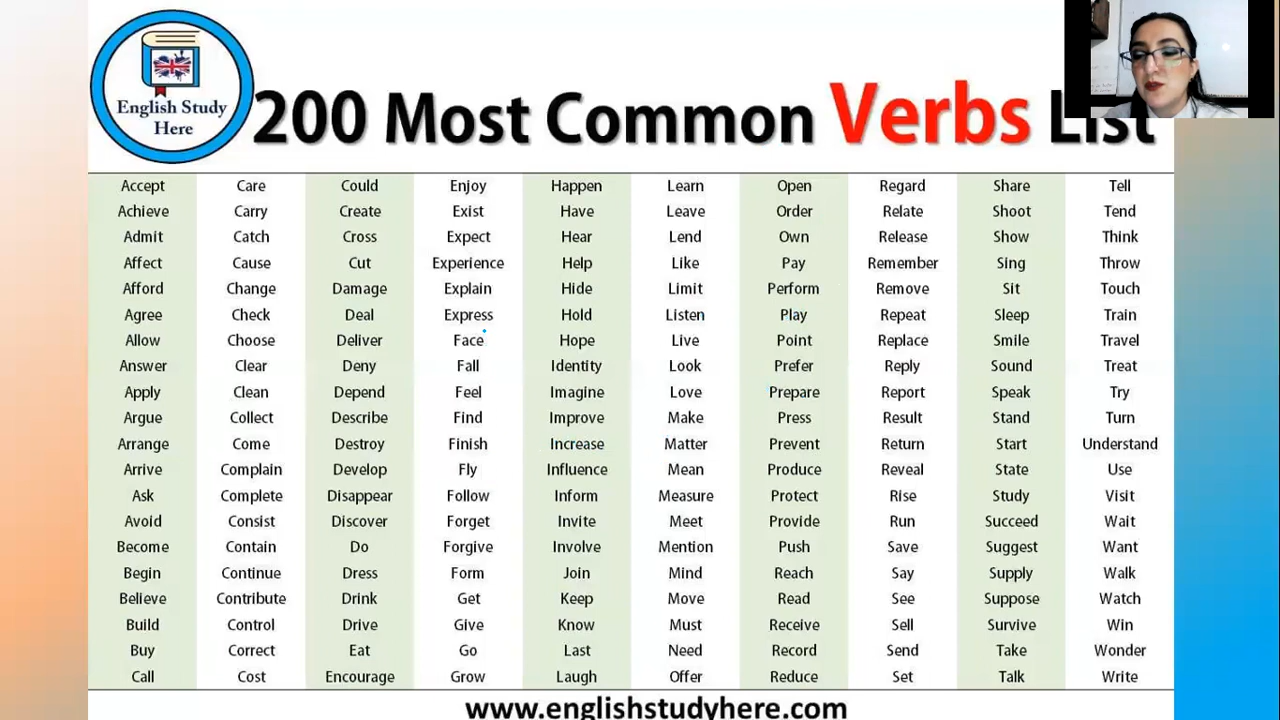 English Study
Here
200 Most Common Verbs List
Accept Care Could Enjoy Happen Learn Open Regard Share Tell
Achieve Carry Create Exist Have Leave Order Relate Shoot Tend
Admit Catch Cross Expect Hear Lend Own Release Show Think
Affect Cause Cut Experience Help Like Pay Remember Sing Throw
Afford Change Damage Explain Hide Limit Perform Remove Sit Touch
Agree Check Deal Express Hold Listen Play Repeat Sleep Train
Allow Choose Deliver Face Hope Live Point Replace Smile Travel
Answer Clear Deny Fall Identity Look Prefer Reply Sound Treat
Apply Clean Depend Feel Imagine Love Prepare Report Speak Try
Argue Collect Describe Find Improve Make Press Result Stand Turn
Arrange Come Destroy Finish Increase Matter Prevent Return Start Understand
Arrive Complain Develop Fly Influence Mean Produce Reveal State Use
Ask Complete Disappear Follow Inform Measure Protect Rise Study Visit
Avoid Consist Discover Forget Invite Meet Provide Run Succeed Wait
Become Contain Do Forgive Involve Mention Push Save Suggest Want
Begin Continue Dress Form Join Mind Reach Say Supply Walk
Believe Contribute Drink Get Keep Move Read See Suppose Watch
Build Control Drive Give Know Must Receive Sell Survive Win
Buy Correct Eat Go Last Need Record Send Take Wonder
Call Cost Encourage Grow Laugh Offer Reduce Set Talk Write
www.englishstudyhere.com